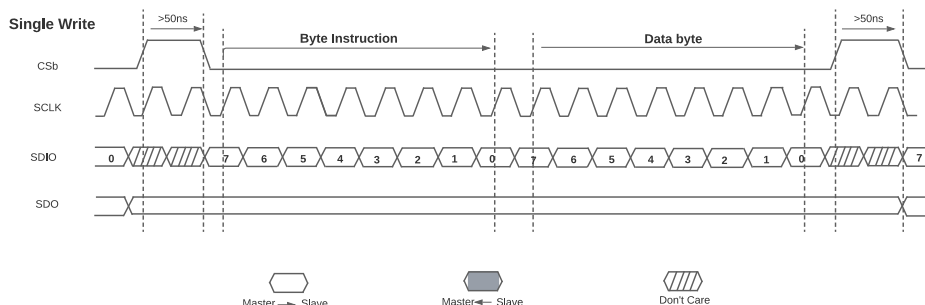 Single Write
>50ns
>50ns
Byte Instruction
Data byte
CSb
SCLK
SDIO
0 7 6 5 4 3 2 1 0 7 6 5 4 3 2 1 0 7
SDO
Master Slave
Master Slave
Don't Care